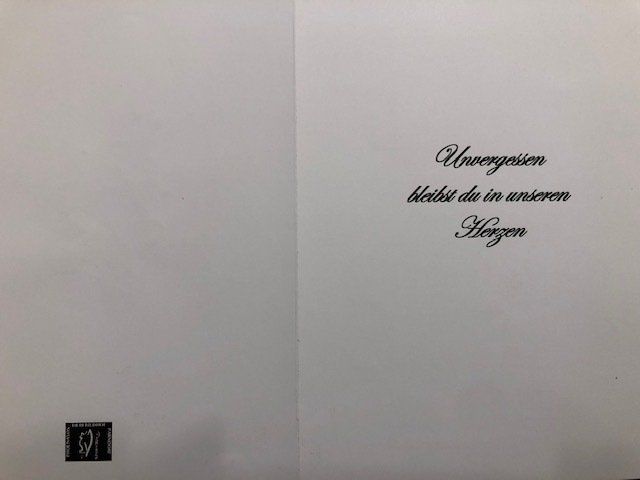 Unvergessen
bleibst du in unseren
Herzen